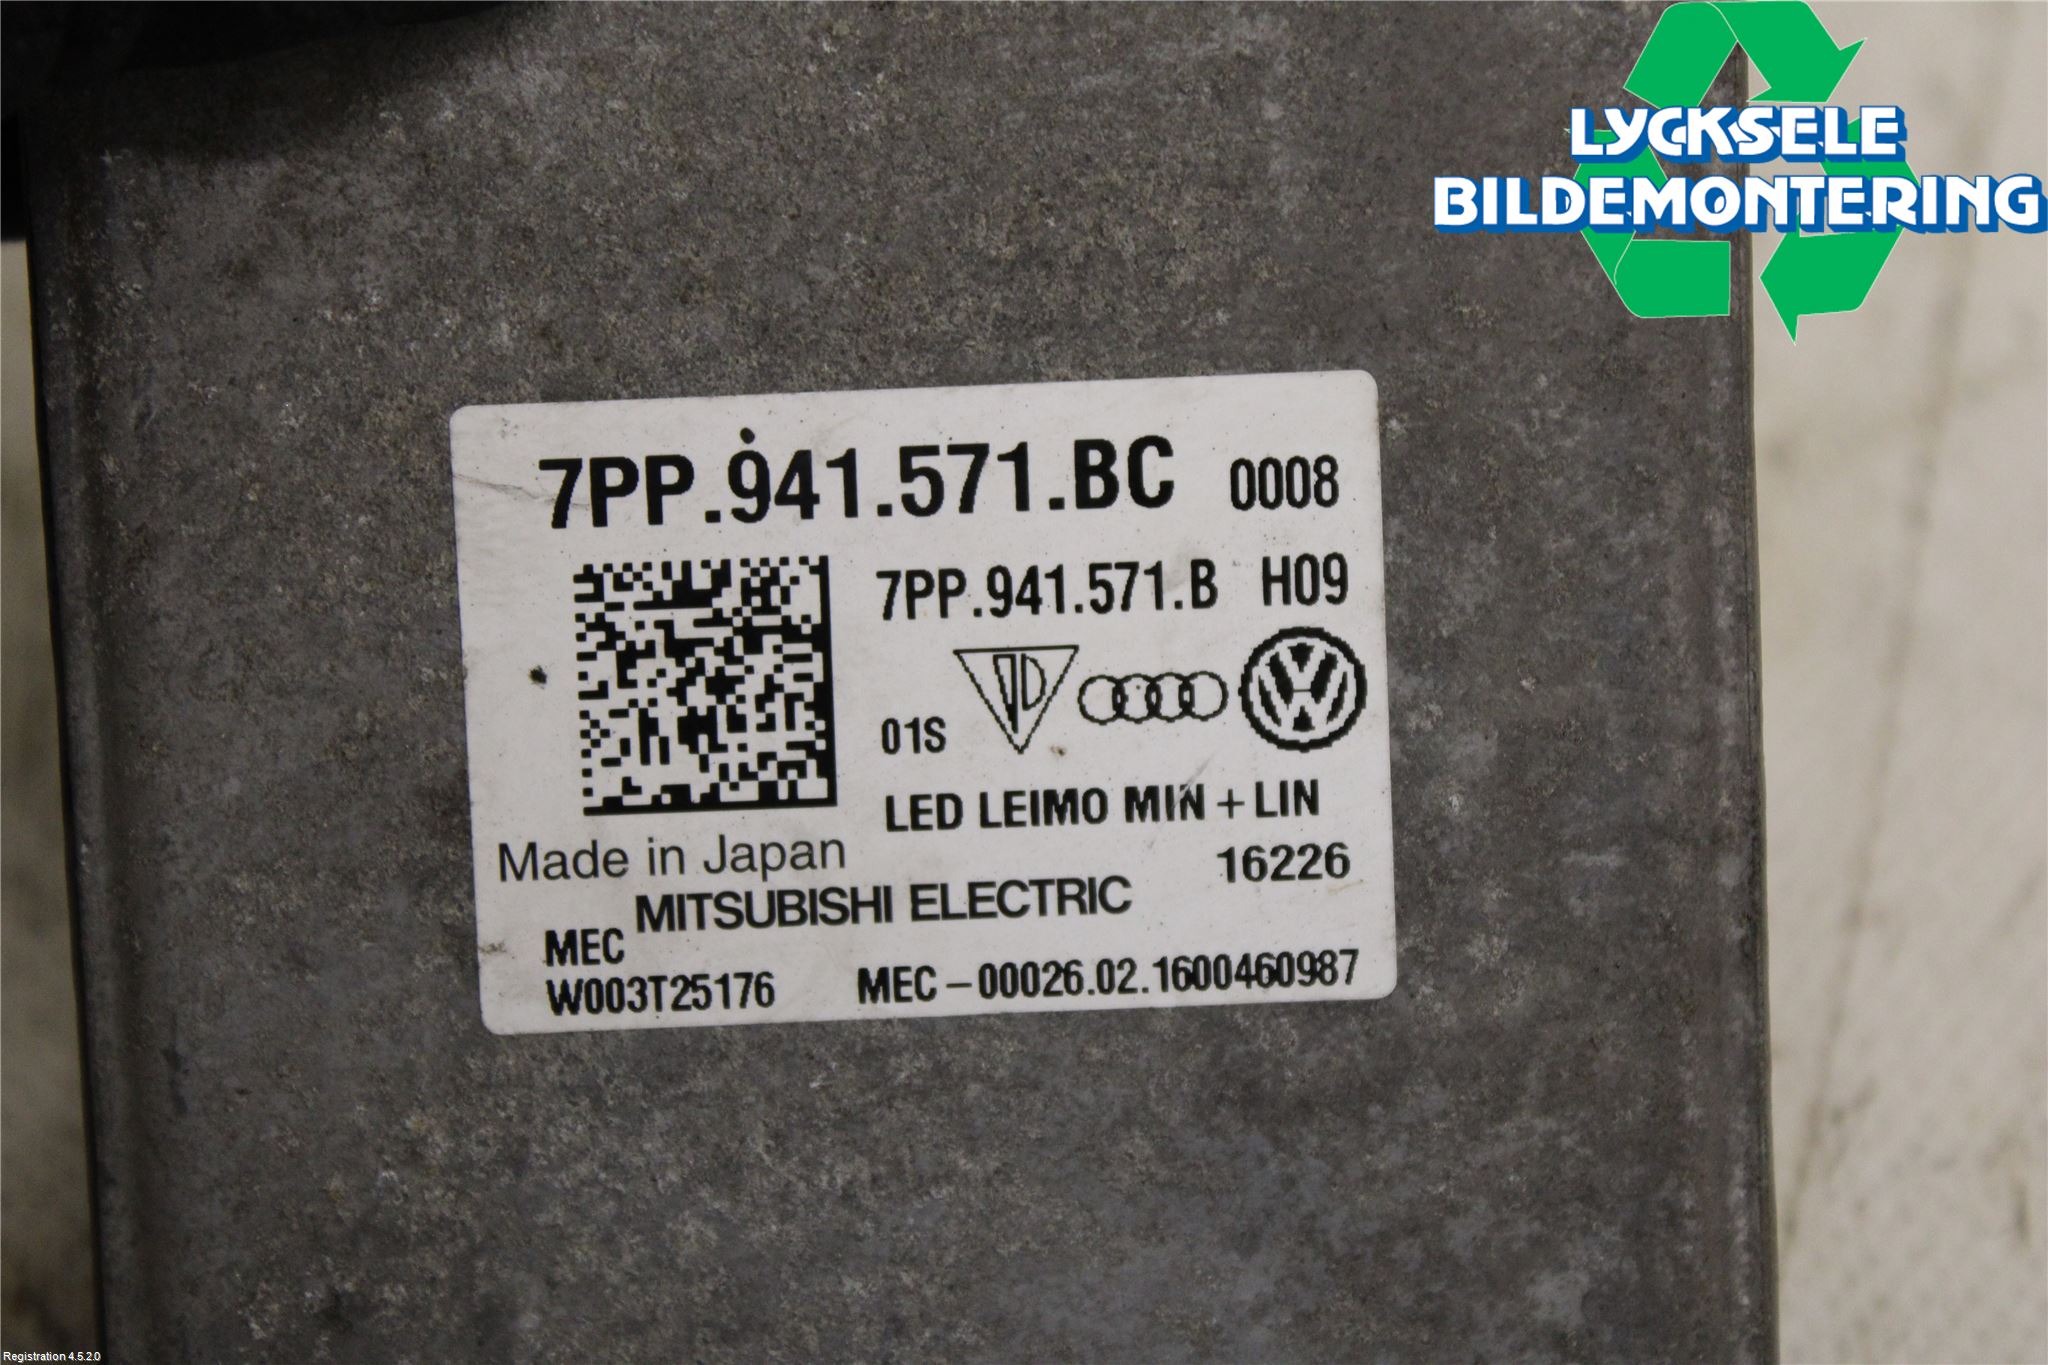 LYCKSELE
BILDEMONTERING
7PP.941.571.BC 0008
7PP.941.571.B H09
01S
LED LEIMO MIN + LIN
Made in Japan 16226
MITSUBISHI ELECTRIC
MEC
W003T25176 MEC-00026.02.1600460987
Registration 4.5.2.0